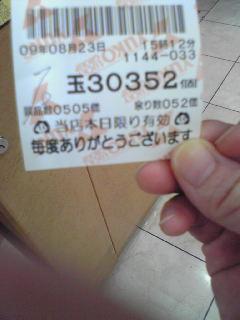 09年08月23日 15時12分
1144-033
玉30352個
景品数0505個 余り玉052個
当店本日限り有効
毎度ありがとうございます